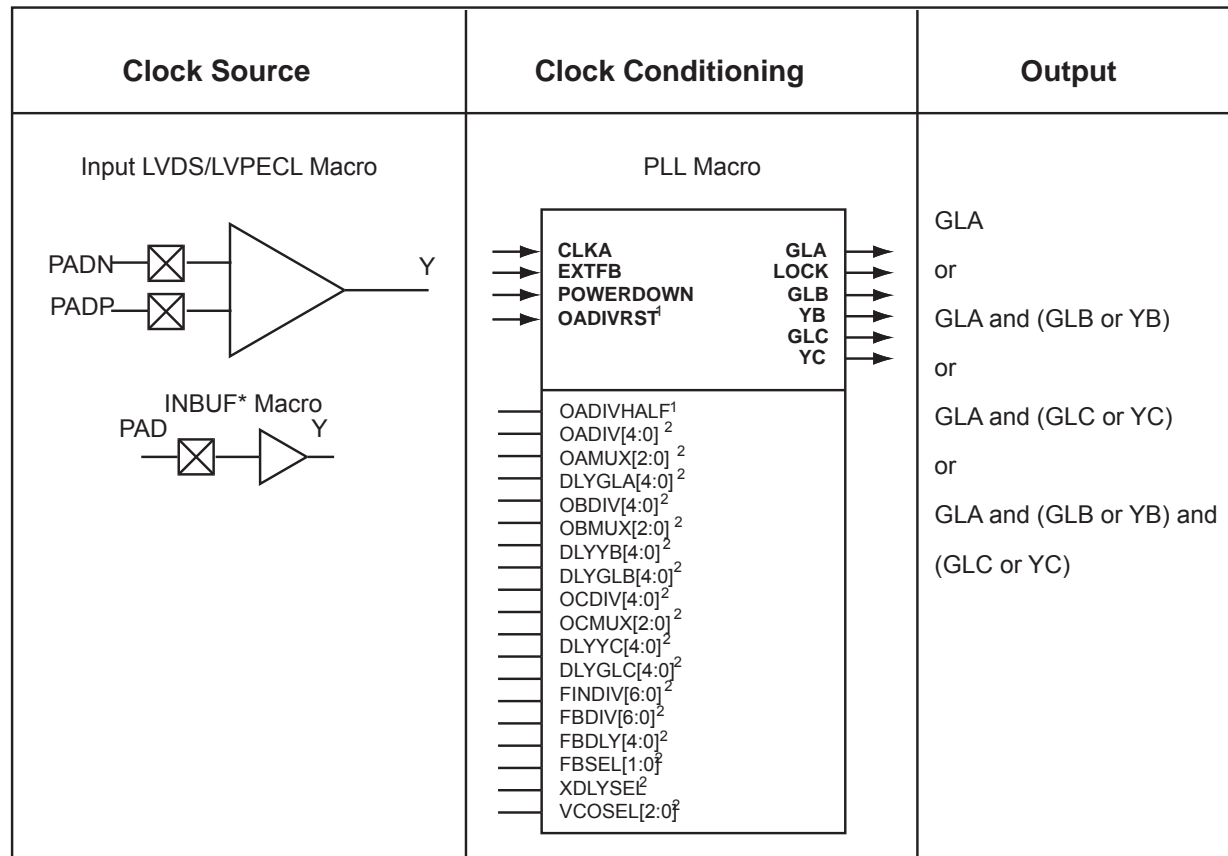 Clock Source
Clock Conditioning
Output
Input LVDS/LVPECL Macro
PADN
PADP
Y
INBUF* Macro
PAD
Y
PLL Macro
CLKA
EXTFB
POWERDOWN
OADIVRST1
GLA
LOCK
GLB
YB
GLC
YC
OADIVHALF1
OADIV[4:0] 2
OAMUX[2:0] 2
DLYGLA[4:0] 2
OBDIV[4:0]2
OBMUX[2:0] 2
DLYYB[4:0]2
DLYGLB[4:0]2
OCDIV[4:0]2
OCMUX[2:0] 2
DLYYC[4:0]2
DLYGLC[4:0]2
FINDIV[6:0] 2
FBDIV[6:0]2
FBDLY[4:0]2
FBSEL[1:0]2
XDLYSEL2
VCOSEL[2:0]2
GLA
or
GLA and (GLB or YB)
or
GLA and (GLC or YC)
or
GLA and (GLB or YB) and
(GLC or YC)